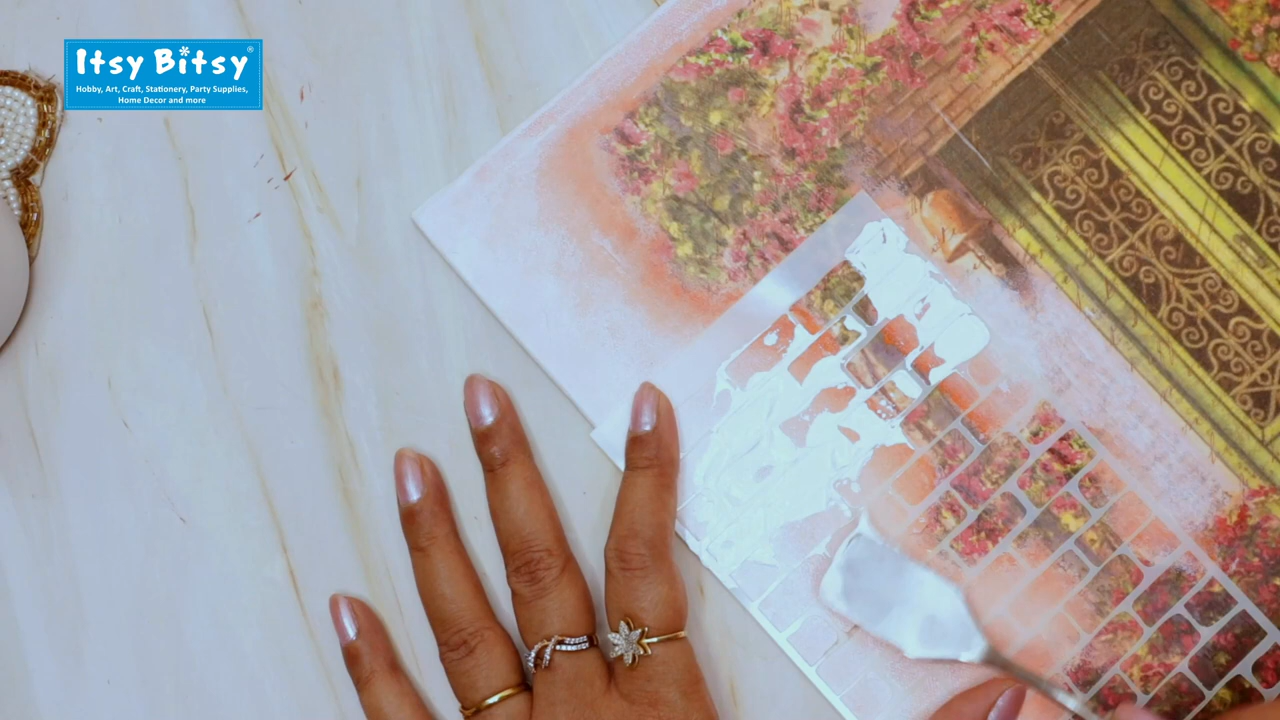 Itsy Bitsy®
Hobby, Art, Craft, Stationery, Party Supplies,
Home Decor and more